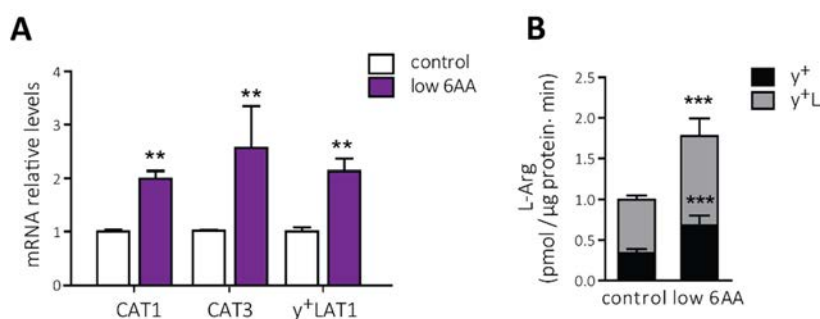 A
mRNA relative levels
4
3
2
1
0
** ** **
CAT1 CAT3 y⁺LAT1
control
low 6AA
B
L-Arg
(pmol /µg protein· min)
2.5
2.0
1.5
1.0
0.5
0.0
***
***
control low 6AA
y⁺
y⁺L